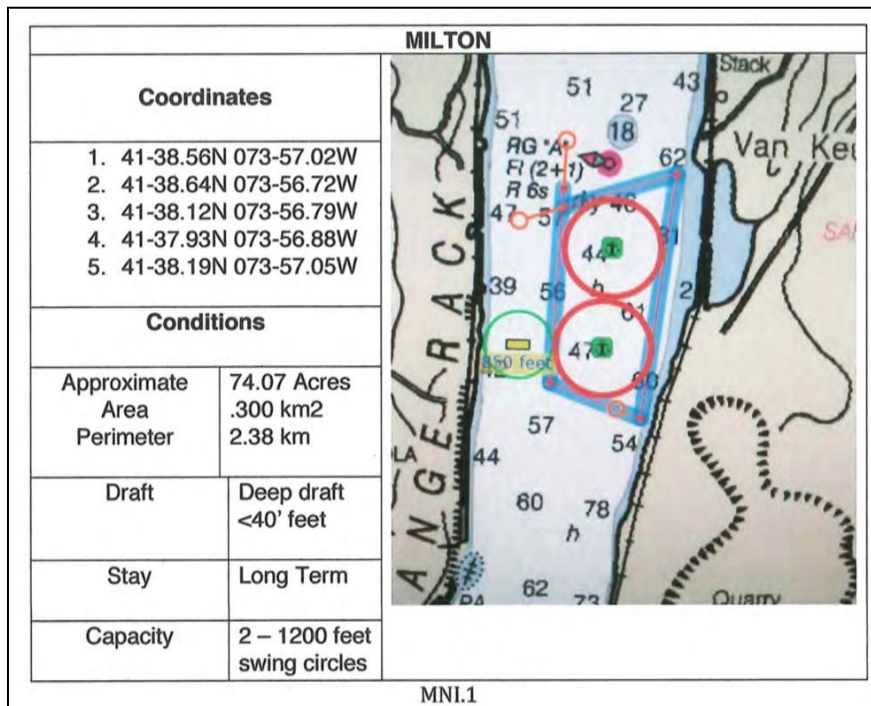 MILTON
Coordinates
1. 41-38.56N 073-57.02W
2. 41-38.64N 073-56.72W
3. 41-38.12N 073-56.79W
4. 41-37.93N 073-56.88W
5. 41-38.19N 073-57.05W
Conditions
Approximate Area 74.07 Acres
.300 km2
Perimeter 2.38 km
Draft Deep draft
<40' feet
Stay Long Term
Capacity 2 – 1200 feet
swing circles
Stack
51
43
27
51
18
RG "A"
Fl (2+1)
R 6s
62
Van Kee
47
44
39
56
h
61
2
850 feet
47
57
54
LA
44
60
78
h
62
73
PA
Quarry
ANGE RACK
MNI.1